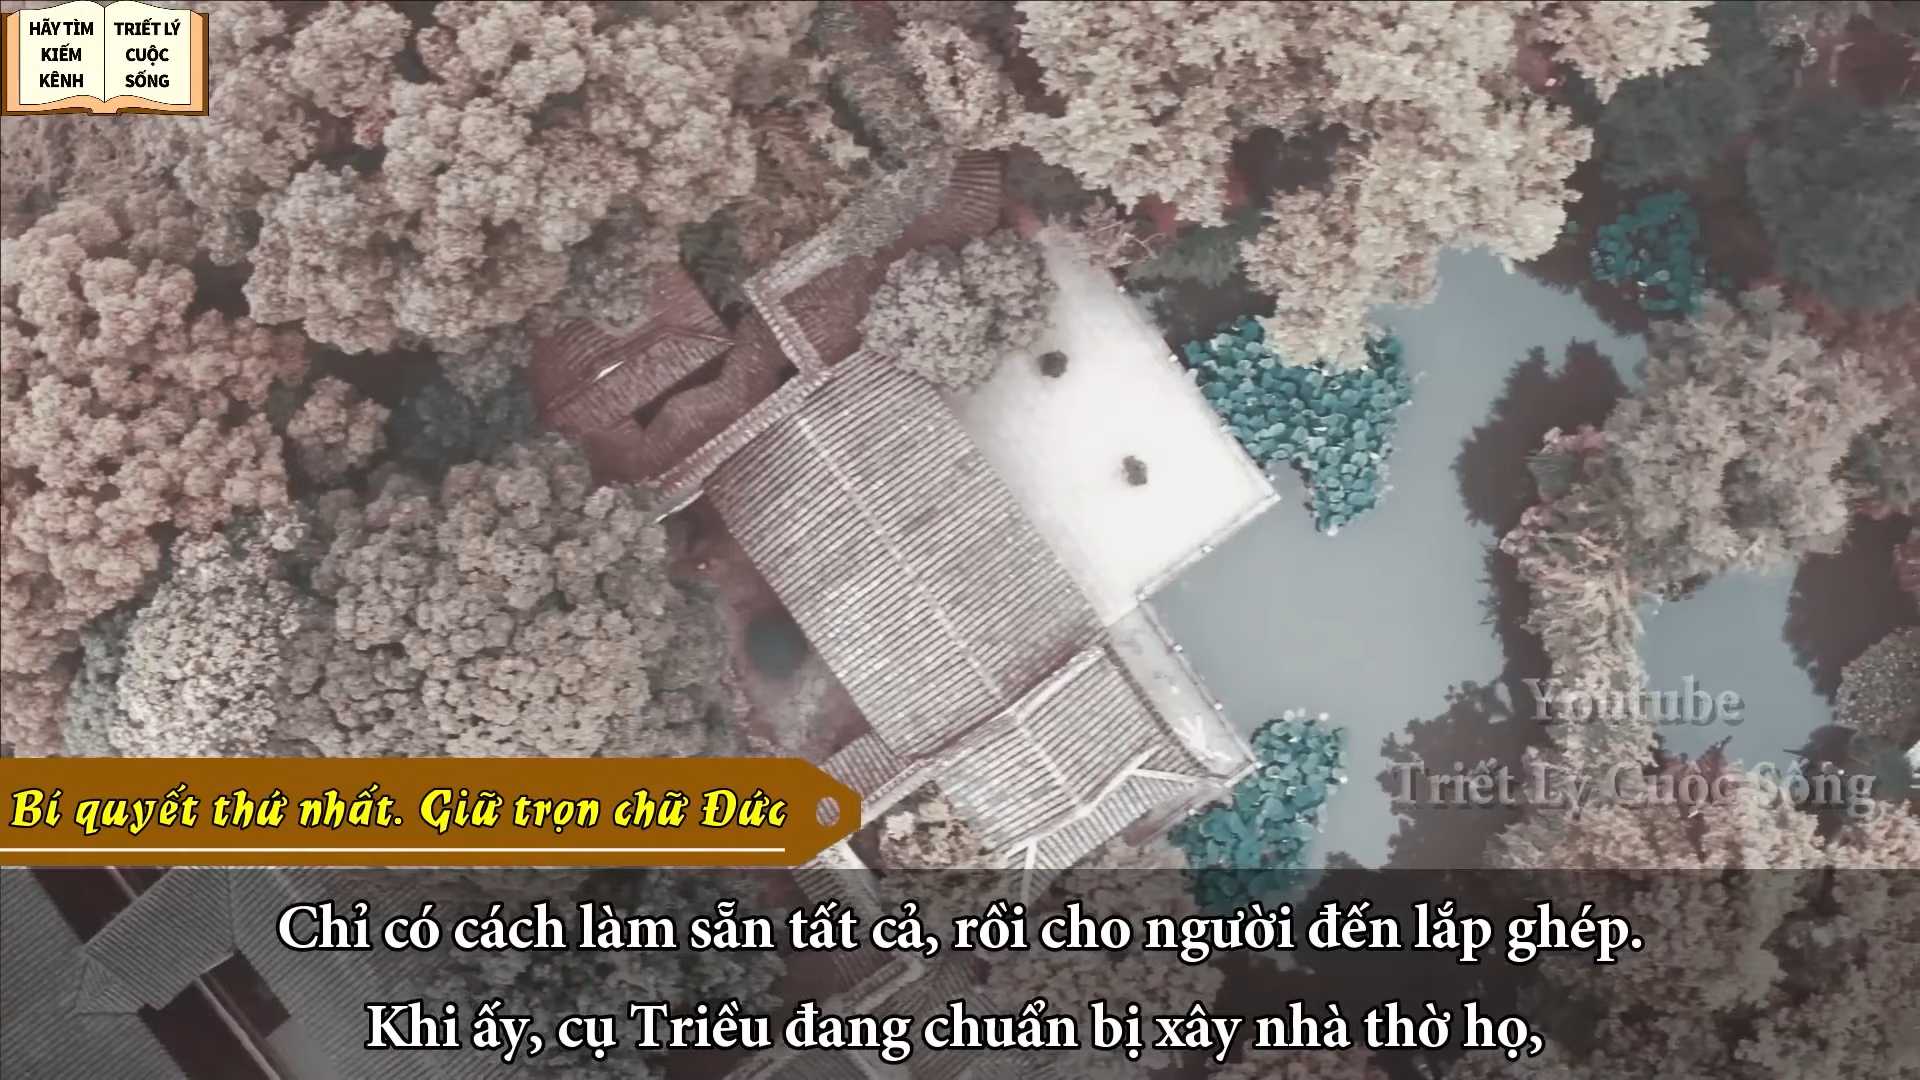 HÃY TÌM
KIẾM
KÊNH
TRIẾT LÝ
CUỘC
SỐNG
Youtube
Triết Lý Cuộc Sống
Bí quyết thứ nhất. Giữ trọn chữ Đức
Chỉ có cách làm sẵn tất cả, rồi cho người đến lắp ghép.
Khi ấy, cụ Triều đang chuẩn bị xây nhà thờ họ,